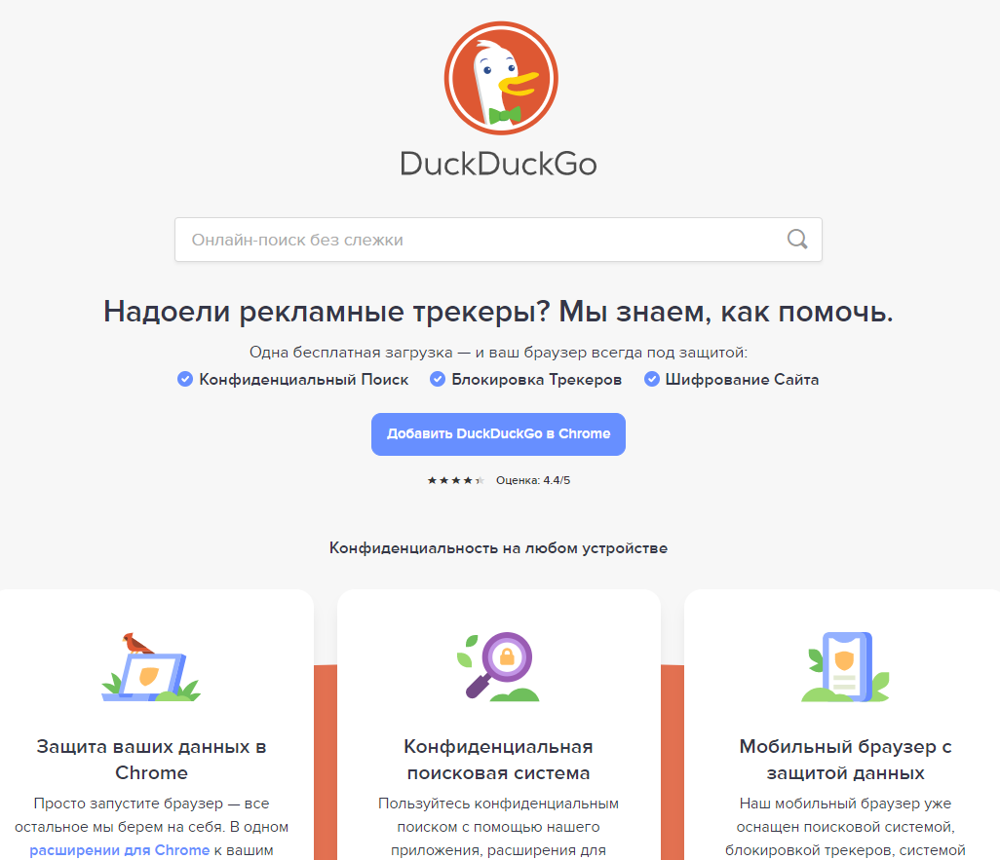 DuckDuckGo
Онлайн-поиск без слежки
Надоели рекламные трекеры? Мы знаем, как помочь.
Одна бесплатная загрузка — и ваш браузер всегда под защитой:
Конфиденциальный Поиск Блокировка Трекеров Шифрование Сайта
Добавить DuckDuckGo в Chrome
Оценка: 4.4/5
Конфиденциальность на любом устройстве
Защита ваших данных в
Chrome
Просто запустите браузер — все
остальное мы берем на себя. В одном
расширении для Chrome к вашим
Конфиденциальная
поисковая система
Пользуйтесь конфиденциальным
поиском с помощью нашего
приложения, расширения для
Мобильный браузер с
защитой данных
Наш мобильный браузер уже
оснащен поисковой системой,
блокировкой трекеров, системой